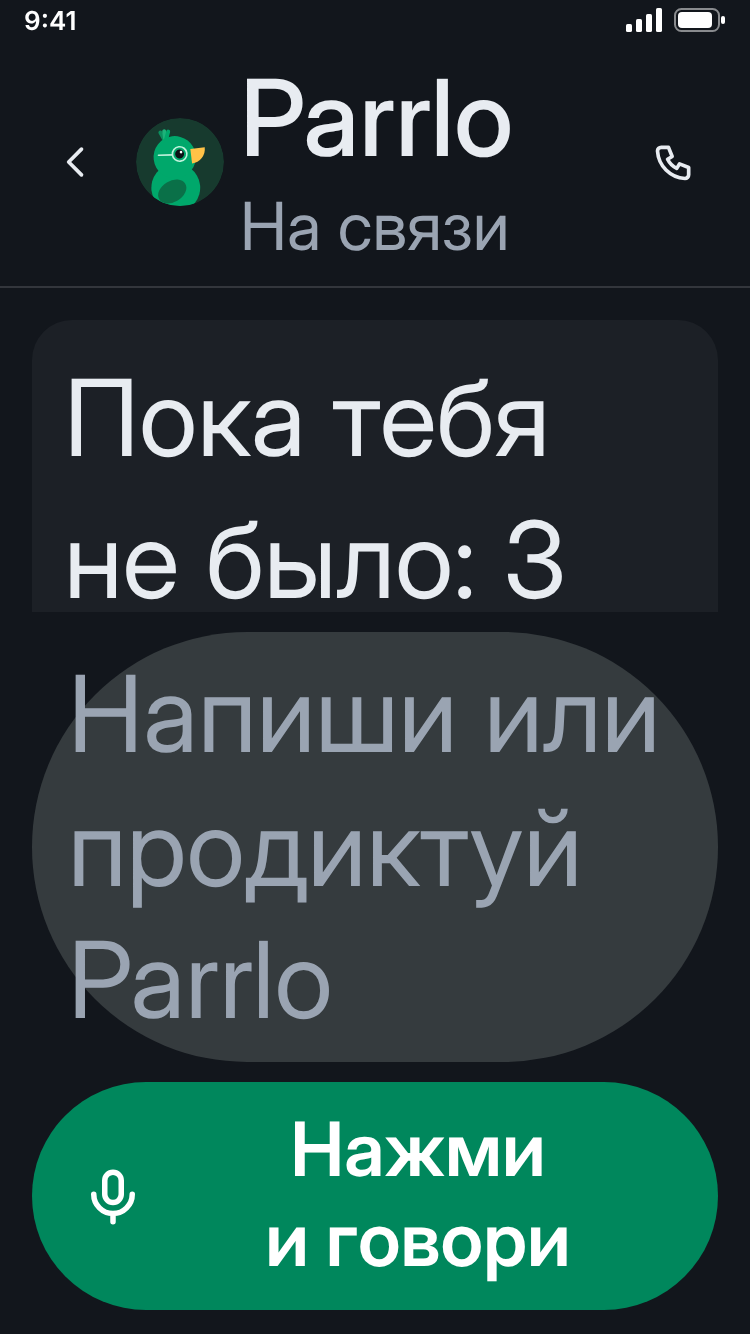 9:41
Parrlo
На связи
Пока тебя
не было: 3
Напиши или
продиктуй
Parrlo
Нажми
и говори